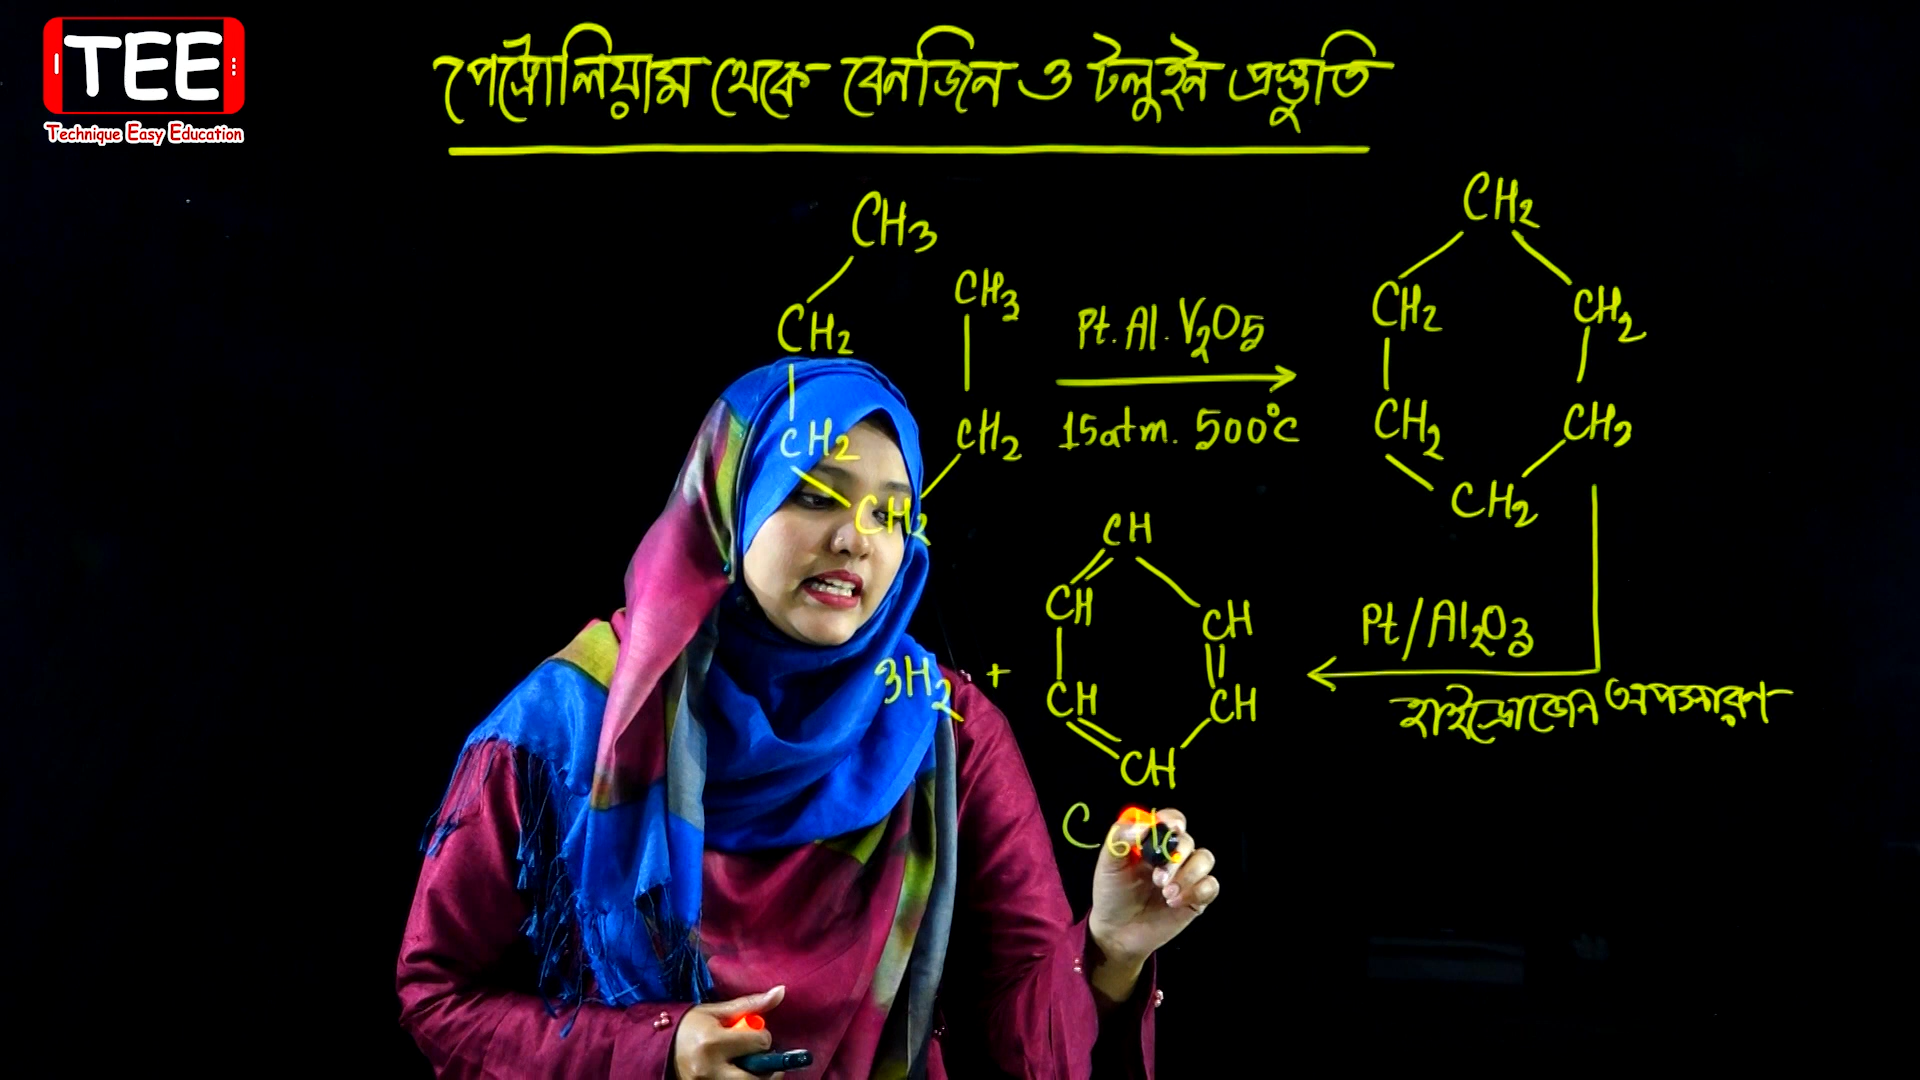 TEE
Technique Easy Education
পেট্রোলিয়াম থেকে বেনজিন ও টলুইন প্রস্তুতি
CH3
CH2
CH2
CH2
CH2
CH3
Pt. Al. V2O5
15atm. 500°C
CH2
CH2
CH2
CH2
CH2
CH2
Pt/Al2O3
হাইড্রোজেন অপসারণ
3H2 +
CH
CH
CH
CH
CH
CH
C6H6